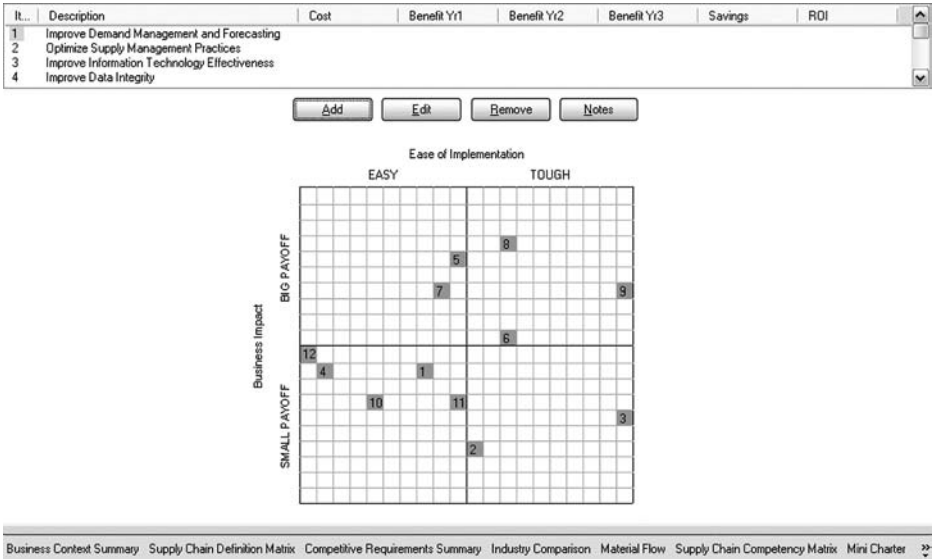 It... Description Cost Benefit Yr1 Benefit Yr2 Benefit Yr3 Savings ROI
1 Improve Demand Management and Forecasting
2 Optimize Supply Management Practices
3 Improve Information Technology Effectiveness
4 Improve Data Integrity
Add Edit Remove Notes
Ease of Implementation
EASY TOUGH
Business Impact
BIG PAYOFF
SMALL PAYOFF
8
5
7 9
6
12
4 1
10 11
3
2
Business Context Summary Supply Chain Definition Matrix Competitive Requirements Summary Industry Comparison Material Flow Supply Chain Competency Matrix Mini Charter